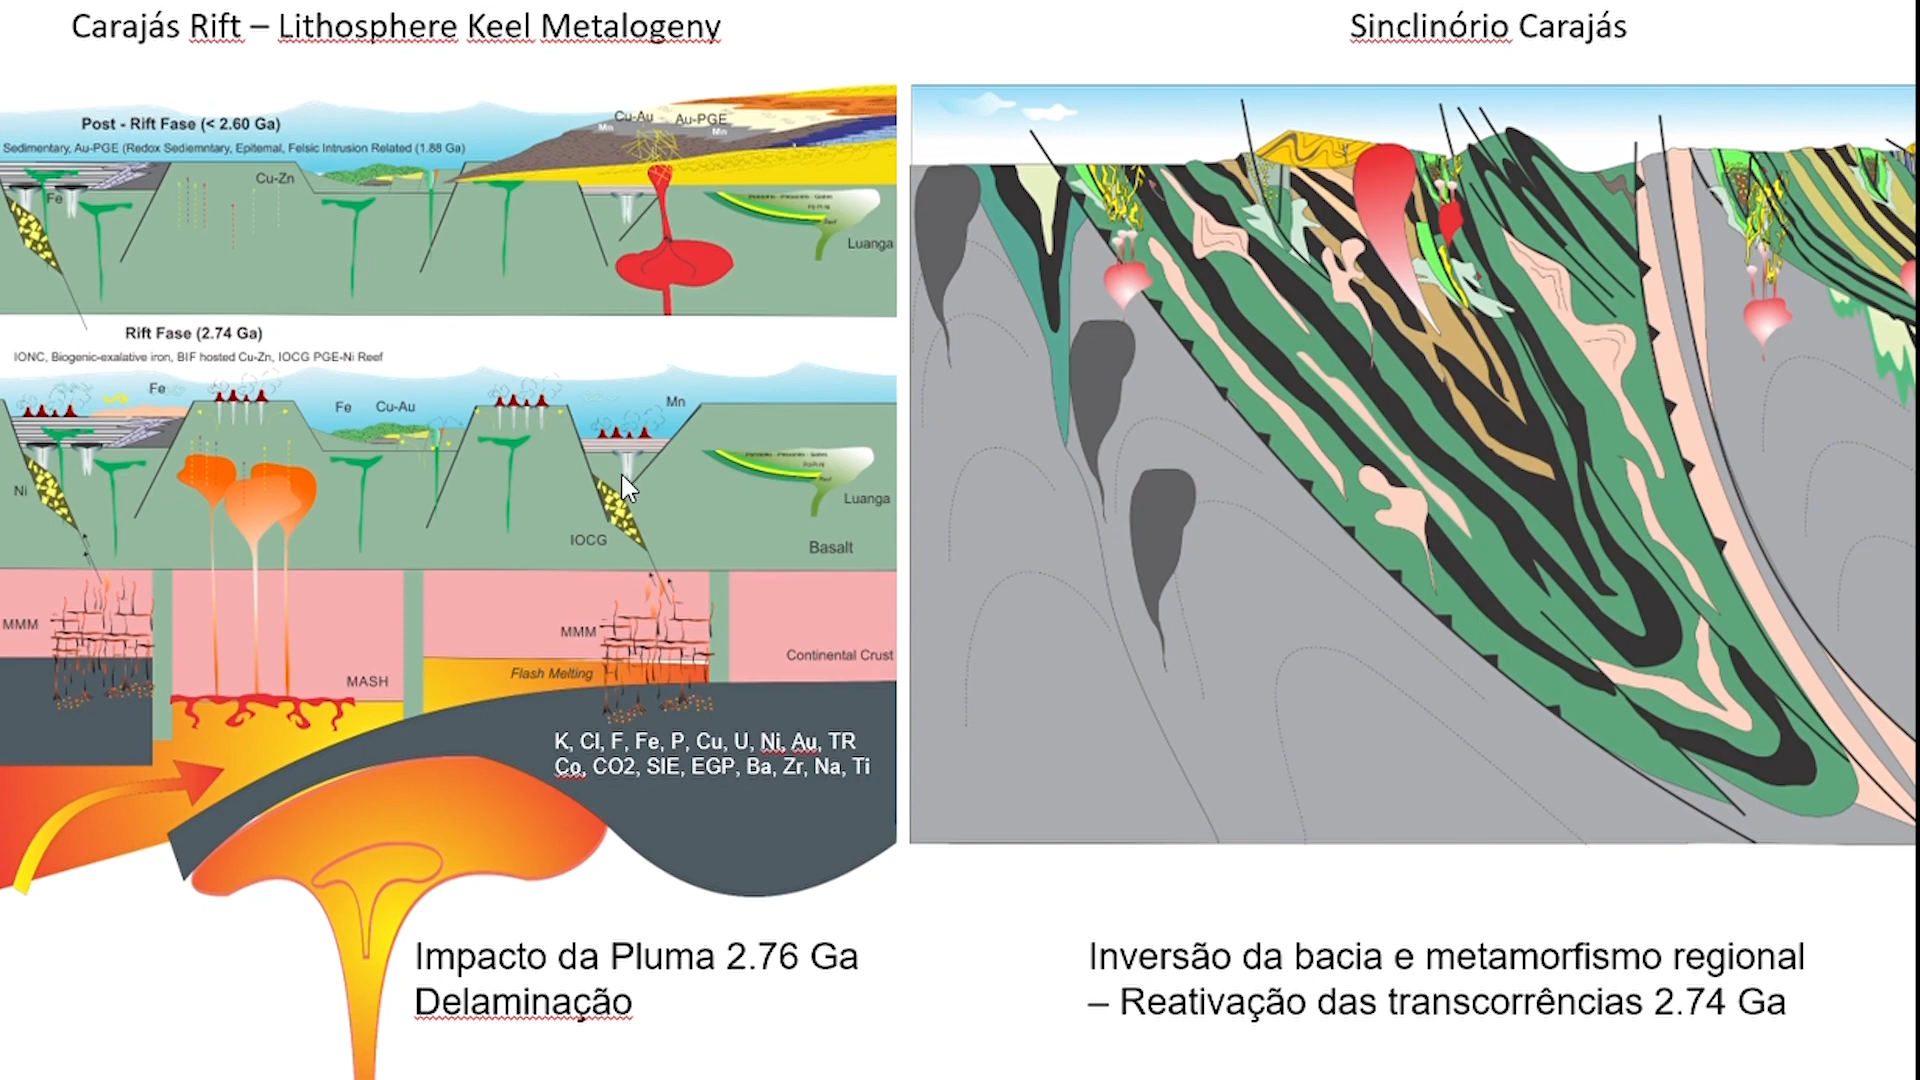 Carajás Rift – Lithosphere Keel Metalogeny
Sinclinório Carajás
Post - Rift Fase (< 2.60 Ga)
Sedimentary, Au-PGE (Redox Sediemntary, Epitemal, Felsic Intrusion Related (1.88 Ga)
Cu-Au
Au-PGE
Mn
Mn
Cu-Zn
Fe
Luanga
Rift Fase (2.74 Ga)
IONC, Biogenic-exalative iron, BIF hosted Cu-Zn, IOCG PGE-Ni Reef
Fe
Fe
Cu-Au
Mn
Ni
Luanga
IOCG
Basalt
MMM
MMM
Continental Crust
Flash Melting
MASH
K, Cl, F, Fe, P, Cu, U, Ni, Au, TR
Co, CO2, SIE, EGP, Ba, Zr, Na, Ti
Impacto da Pluma 2.76 Ga
Delaminação
Inversão da bacia e metamorfismo regional
– Reativação das transcorrências 2.74 Ga